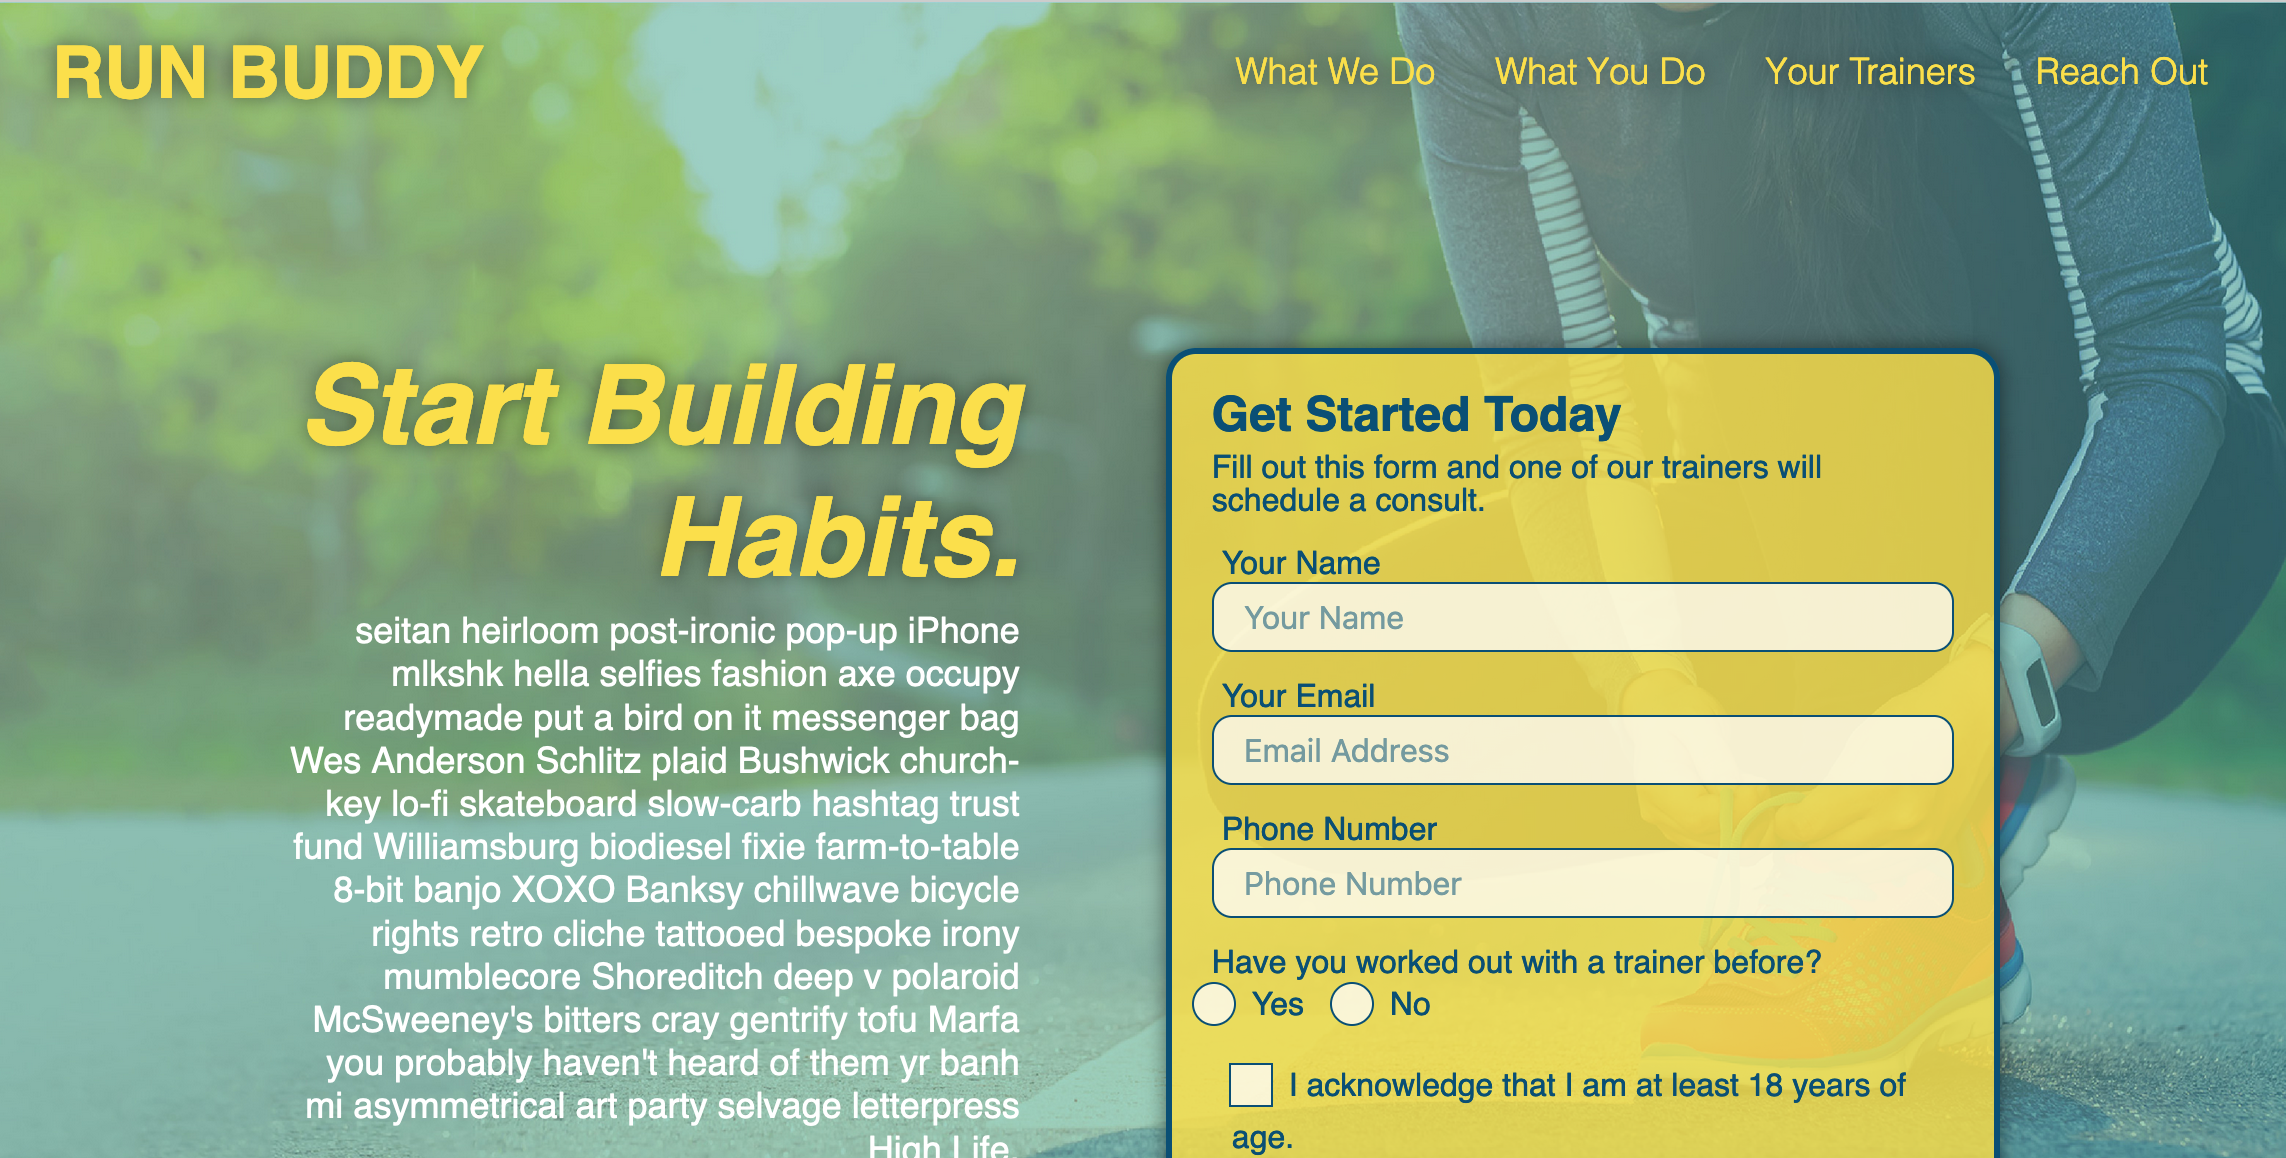 RUN BUDDY
What We Do What You Do Your Trainers Reach Out
Start Building
Habits.
seitan heirloom post-ironic pop-up iPhone
mlkshk hella selfies fashion axe occupy
readymade put a bird on it messenger bag
Wes Anderson Schlitz plaid Bushwick church-
key lo-fi skateboard slow-carb hashtag trust
fund Williamsburg biodiesel fixie farm-to-table
8-bit banjo XOXO Banksy chillwave bicycle
rights retro cliche tattooed bespoke irony
mumblecore Shoreditch deep v polaroid
McSweeney's bitters cray gentrify tofu Marfa
you probably haven't heard of them yr banh
mi asymmetrical art party selvage letterpress
High Life.
Get Started Today
Fill out this form and one of our trainers will
schedule a consult.
Your Name
Your Name
Your Email
Email Address
Phone Number
Phone Number
Have you worked out with a trainer before?
Yes No
I acknowledge that I am at least 18 years of
age.